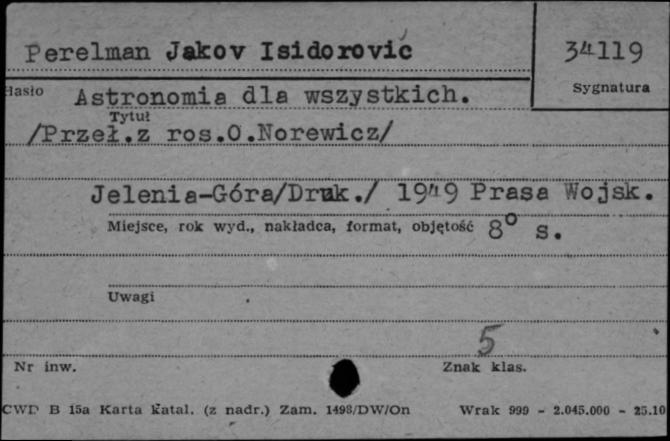 Perelman Jakov Isidorovič
34119
Hasło
Sygnatura
Astronomia dla wszystkich.
Tytuł
/Przeł.z ros.O.Norewicz/
Jelenia-Góra/Druk./ 1949 Prasa Wojsk.
Miejsce, rok wyd., nakładca, format, objętość 8° s.
Uwagi
5
Nr inw. Znak klas.
CWD B 15a Karta katal. (z nadr.) Zam. 1498/DW/On Wrak 999 - 2.045.000 - 25.10